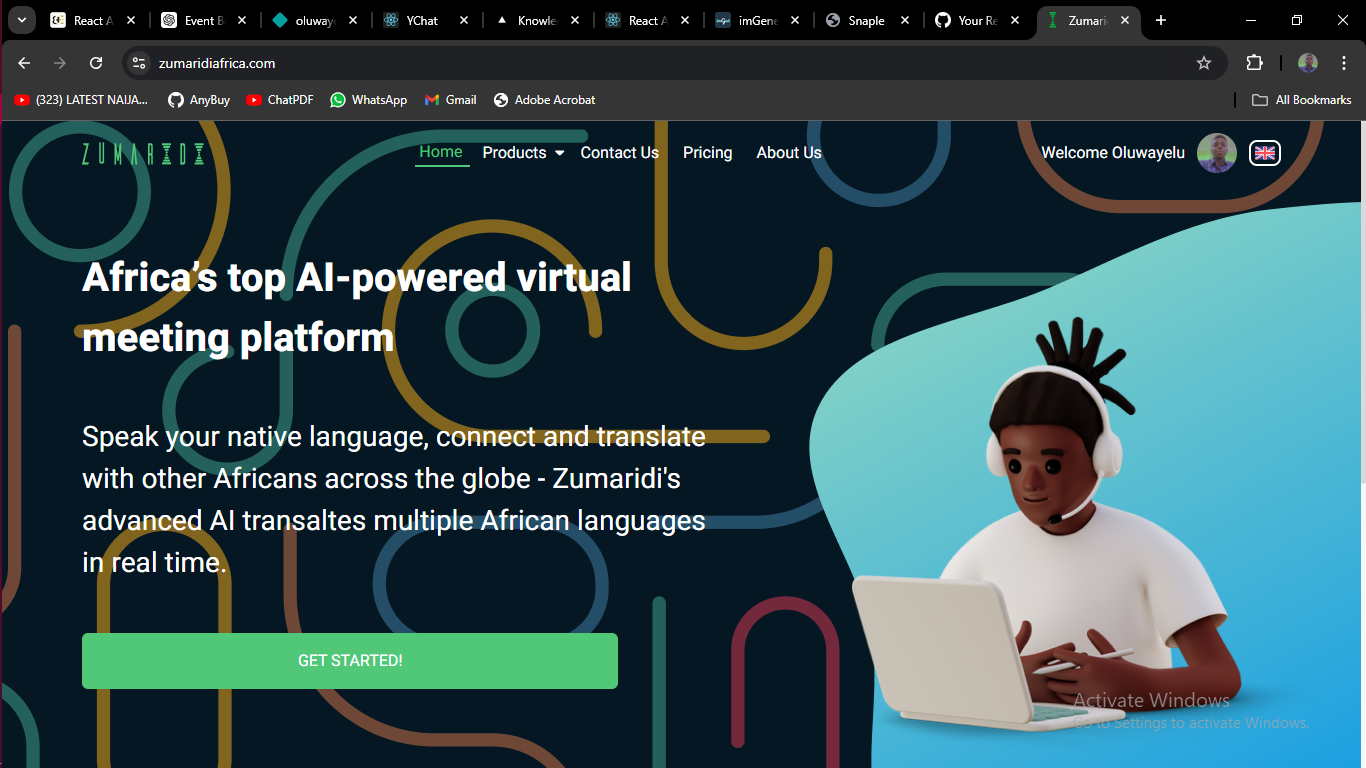 React A
Event B
oluwaye
YChat
Knowle
React A
imGene
Snaple
Your Re
Zumarid
zumaridiafrica.com
(323) LATEST NAIJA...
AnyBuy
ChatPDF
WhatsApp
Gmail
Adobe Acrobat
All Bookmarks
ZUMARIDI
Home
Products
Contact Us
Pricing
About Us
Welcome Oluwayelu
Africa’s top AI-powered virtual
meeting platform
Speak your native language, connect and translate
with other Africans across the globe - Zumaridi's
advanced AI transaltes multiple African languages
in real time.
GET STARTED!
Activate Windows
Go to Settings to activate Windows.